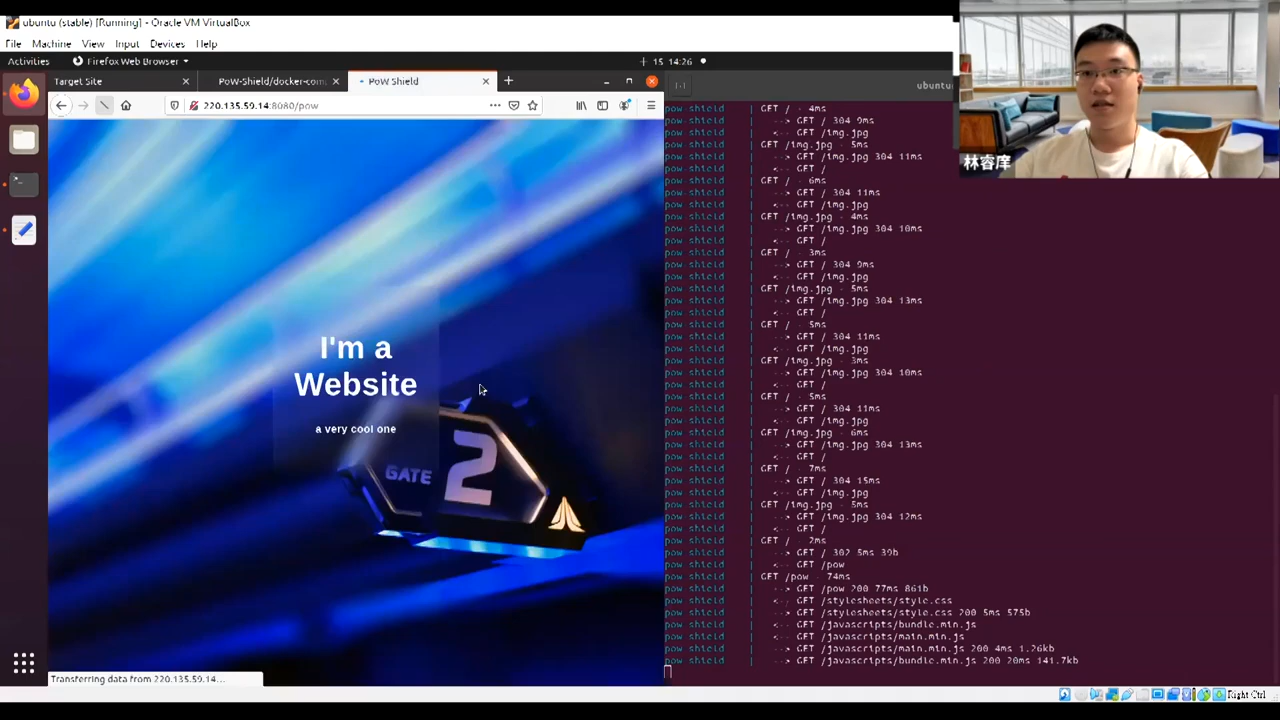 ubuntu (stable) [Running] - Oracle VM VirtualBox
File Machine View Input Devices Help
Activities
Firefox Web Browser
15 14:26
Target Site
PoW-Shield/docker-com
PoW Shield
220.135.59.14:8080/pow
ubuntu
林睿庠
I'm a
Website
a very cool one
GATE 2
Transferring data from 220.135.59.14…
pow shield | GET / - 4ms
pow shield | --> GET / 304 9ms
pow shield | <-- GET /img.jpg
pow shield | GET /img.jpg - 5ms
pow shield | --> GET /img.jpg 304 11ms
pow shield | <-- GET /
pow shield | GET / - 6ms
pow shield | --> GET / 304 11ms
pow shield | <-- GET /img.jpg
pow shield | GET /img.jpg - 4ms
pow shield | --> GET /img.jpg 304 10ms
pow shield | <-- GET /
pow shield | GET / - 3ms
pow shield | --> GET / 304 9ms
pow shield | <-- GET /img.jpg
pow shield | GET /img.jpg - 5ms
pow shield | --> GET /img.jpg 304 13ms
pow shield | <-- GET /
pow shield | GET / - 5ms
pow shield | --> GET / 304 11ms
pow shield | <-- GET /img.jpg
pow shield | GET /img.jpg - 3ms
pow shield | --> GET /img.jpg 304 10ms
pow shield | <-- GET /
pow shield | GET / - 5ms
pow shield | --> GET / 304 11ms
pow shield | <-- GET /img.jpg
pow shield | GET /img.jpg - 6ms
pow shield | --> GET /img.jpg 304 13ms
pow shield | <-- GET /
pow shield | GET / - 7ms
pow shield | --> GET / 304 15ms
pow shield | <-- GET /img.jpg
pow shield | GET /img.jpg - 5ms
pow shield | --> GET /img.jpg 304 12ms
pow shield | <-- GET /
pow shield | GET / - 2ms
pow shield | --> GET / 302 5ms 39b
pow shield | <-- GET /pow
pow shield | GET /pow - 74ms
pow shield | --> GET /pow 200 77ms 861b
pow shield | <-- GET /stylesheets/style.css
pow shield | --> GET /stylesheets/style.css 200 5ms 575b
pow shield | <-- GET /javascripts/bundle.min.js
pow shield | <-- GET /javascripts/main.min.js
pow shield | --> GET /javascripts/main.min.js 200 4ms 1.26kb
pow shield | --> GET /javascripts/bundle.min.js 200 20ms 141.7kb
Right Ctrl